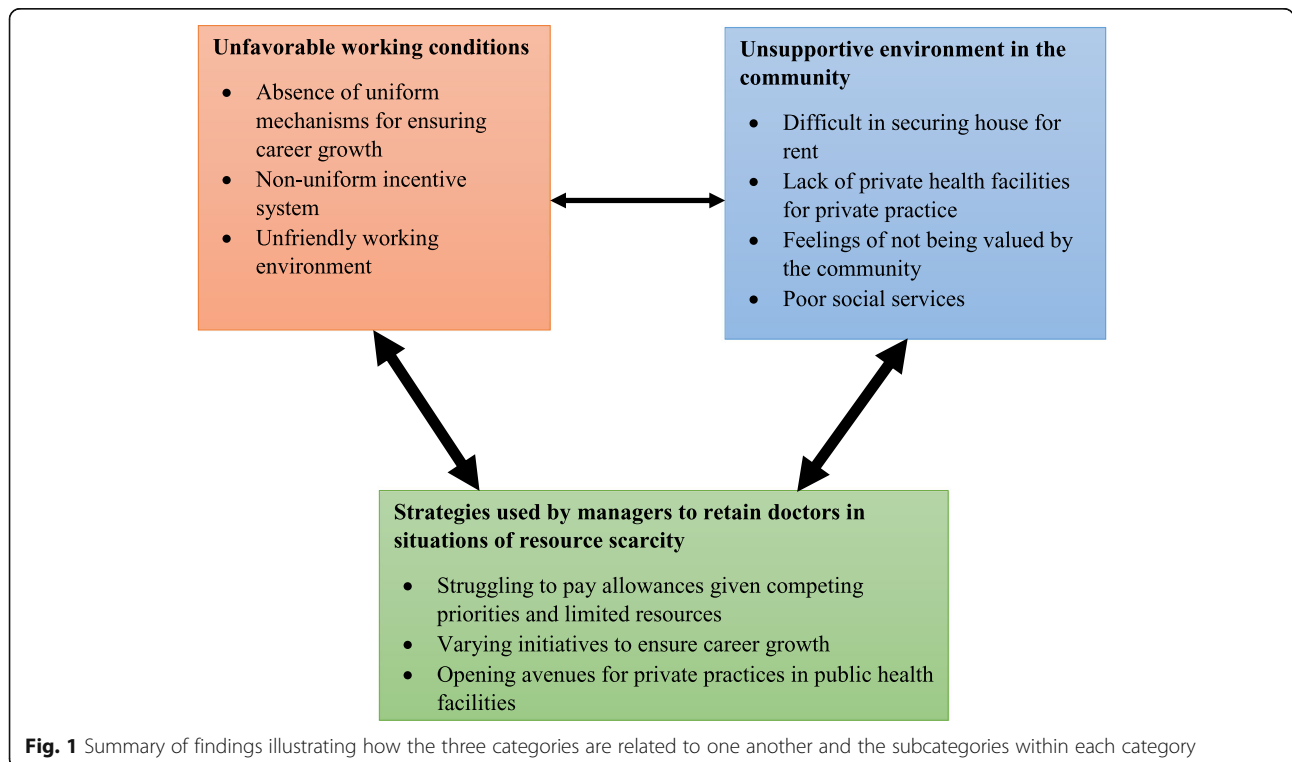 Unfavorable working conditions
• Absence of uniform
mechanisms for ensuring
career growth
• Non-uniform incentive
system
• Unfriendly working
environment
Unsupportive environment in the
community
• Difficult in securing house for
rent
• Lack of private health facilities
for private practice
• Feelings of not being valued by
the community
• Poor social services
Strategies used by managers to retain doctors in
situations of resource scarcity
• Struggling to pay allowances given competing
priorities and limited resources
• Varying initiatives to ensure career growth
• Opening avenues for private practices in public health
facilities
Fig. 1 Summary of findings illustrating how the three categories are related to one another and the subcategories within each category